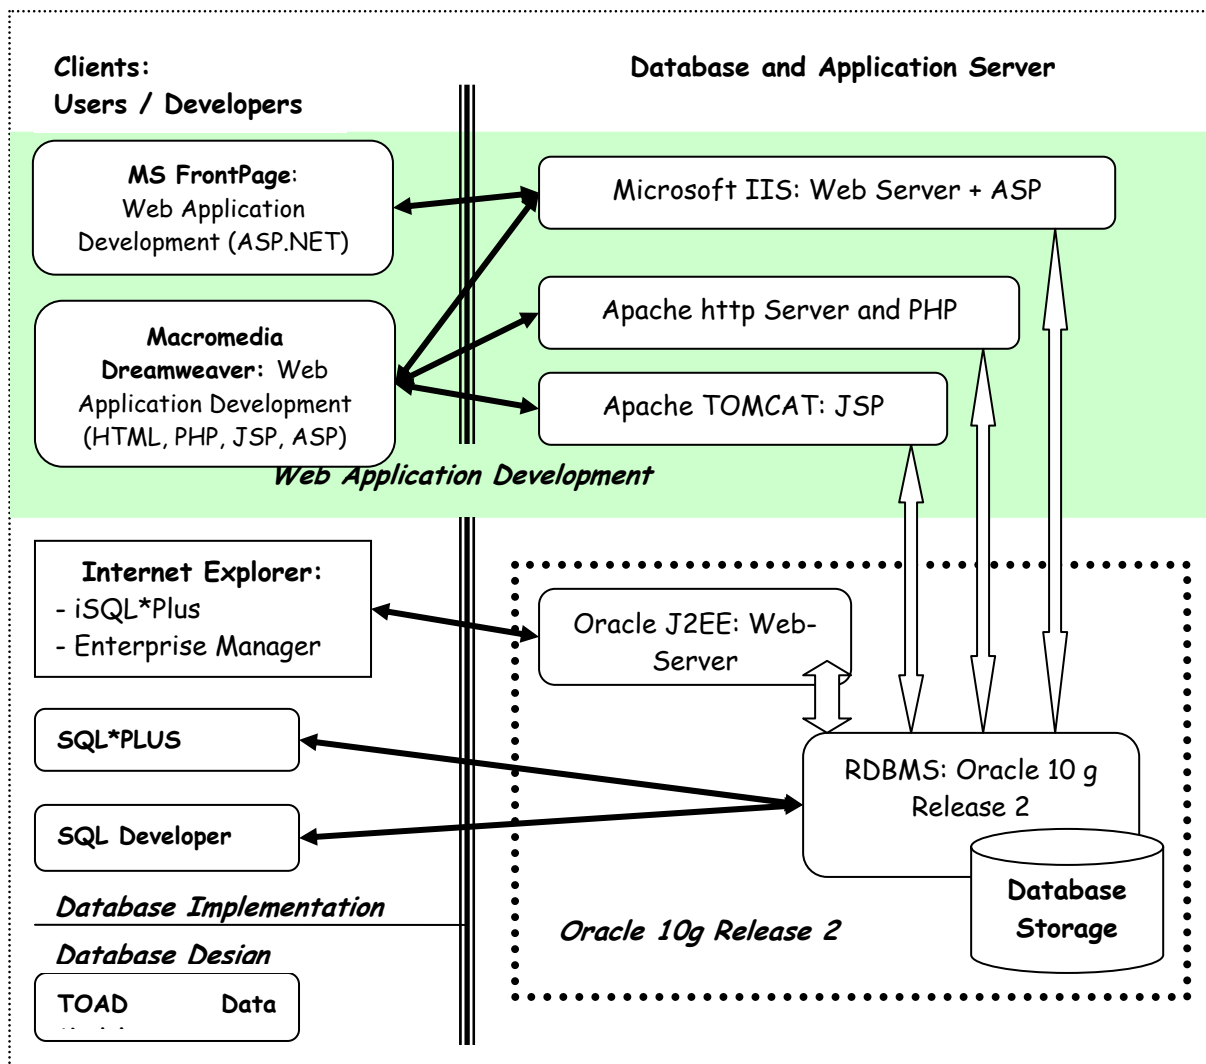 Clients:
Users / Developers
Database and Application Server
MS FrontPage:
Web Application
Development (ASP.NET)
Microsoft IIS: Web Server + ASP
Macromedia
Dreamweaver: Web
Application Development
(HTML, PHP, JSP, ASP)
Apache http Server and PHP
Apache TOMCAT: JSP
Web Application Development
Internet Explorer:
- iSQL*Plus
- Enterprise Manager
Oracle J2EE: Web-
Server
SQL*PLUS
SQL Developer
RDBMS: Oracle 10 g
Release 2
Database
Storage
Oracle 10g Release 2
Database Implementation
Database Design
TOAD Data